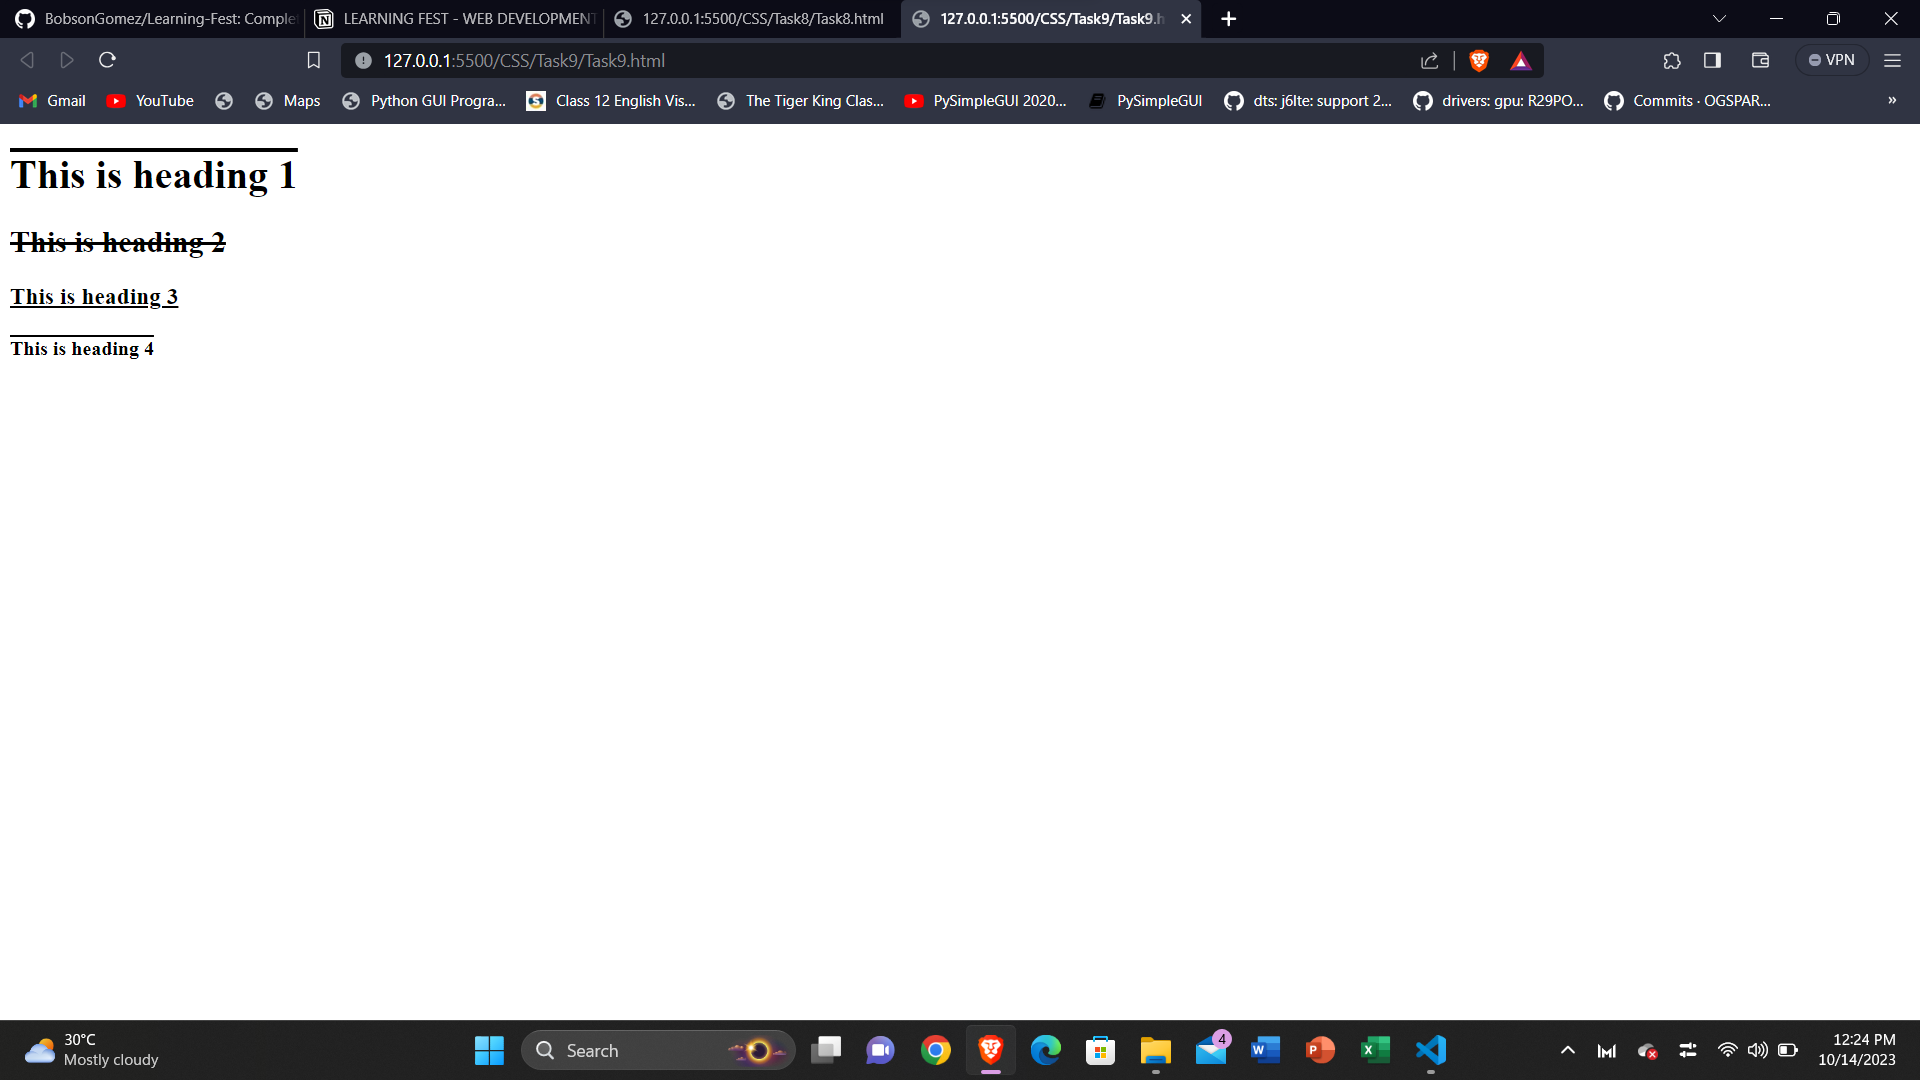 BobsonGomez/Learning-Fest: Comple
LEARNING FEST - WEB DEVELOPMENT
127.0.0.1:5500/CSS/Task8/Task8.html
127.0.0.1:5500/CSS/Task9/Task9.h
127.0.0.1:5500/CSS/Task9/Task9.html
VPN
Gmail
YouTube
Maps
Python GUI Progra...
Class 12 English Vis...
The Tiger King Clas...
PySimpleGUI 2020...
PySimpleGUI
dts: j6lte: support 2...
drivers: gpu: R29PO...
Commits · OGSPAR...
»
This is heading 1
This is heading 2
This is heading 3
This is heading 4
30°C
Mostly cloudy
Search
4
12:24 PM
10/14/2023